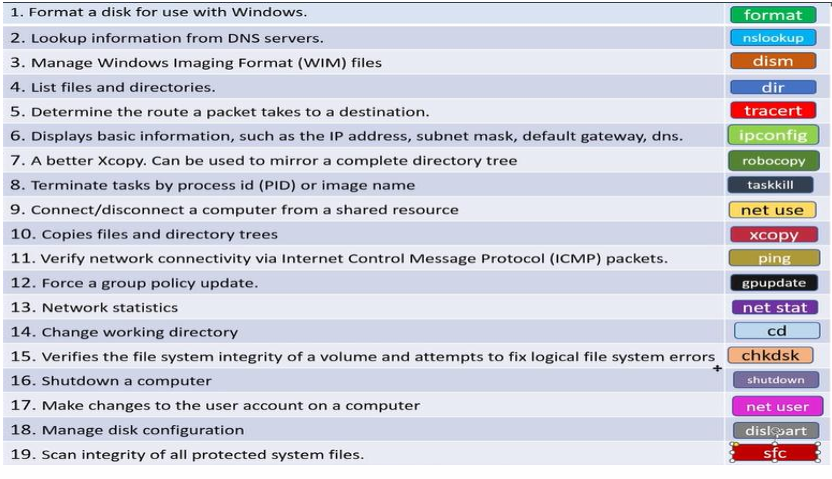 1. Format a disk for use with Windows. format
2. Lookup information from DNS servers. nslookup
3. Manage Windows Imaging Format (WIM) files dism
4. List files and directories. dir
5. Determine the route a packet takes to a destination. tracert
6. Displays basic information, such as the IP address, subnet mask, default gateway, dns. ipconfig
7. A better Xcopy. Can be used to mirror a complete directory tree robocopy
8. Terminate tasks by process id (PID) or image name taskkill
9. Connect/disconnect a computer from a shared resource net use
10. Copies files and directory trees xcopy
11. Verify network connectivity via Internet Control Message Protocol (ICMP) packets. ping
12. Force a group policy update. gpupdate
13. Network statistics net stat
14. Change working directory cd
15. Verifies the file system integrity of a volume and attempts to fix logical file system errors chkdsk
16. Shutdown a computer shutdown
17. Make changes to the user account on a computer net user
18. Manage disk configuration diskpart
19. Scan integrity of all protected system files. sfc